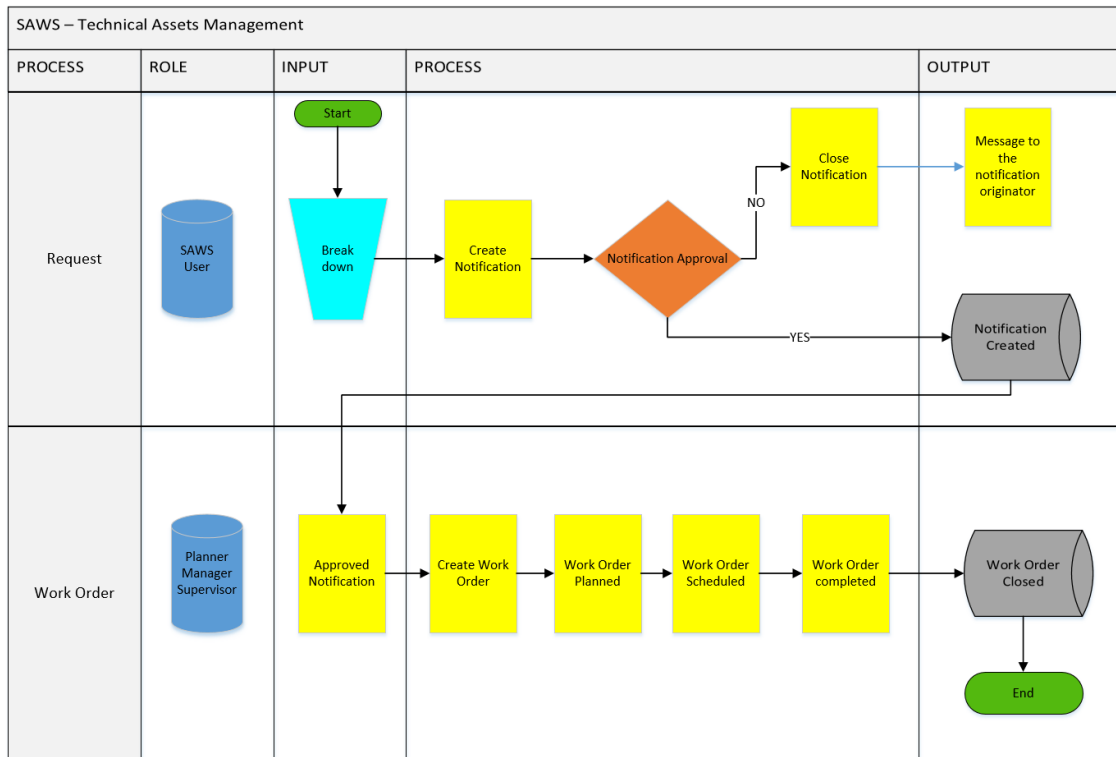 SAWS – Technical Assets Management
PROCESS
ROLE
INPUT
PROCESS
OUTPUT
Request
SAWS
User
Start
Break
down
Create
Notification
Notification Approval
NO
Close
Notification
Message to
the
notification
originator
YES
Notification
Created
Work Order
Planner
Manager
Supervisor
Approved
Notification
Create Work
Order
Work Order
Planned
Work Order
Scheduled
Work Order
completed
Work Order
Closed
End